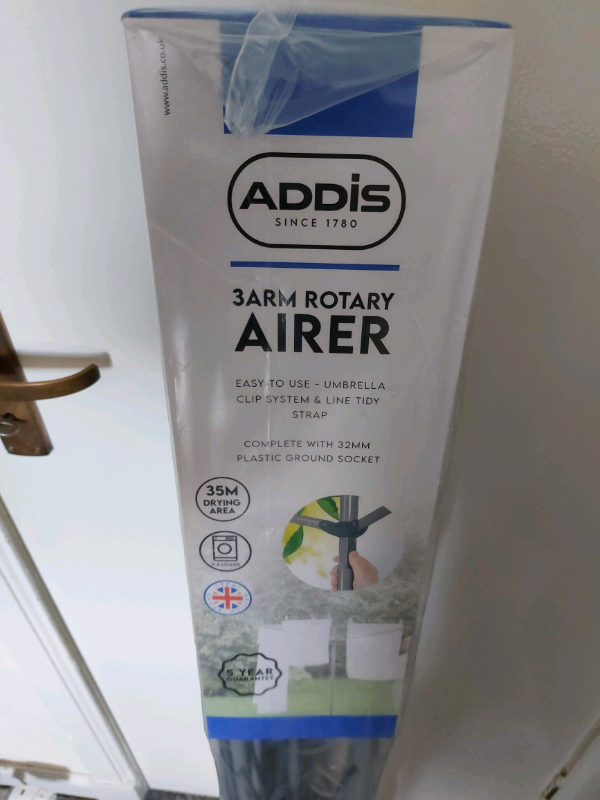 www.addis.co.uk
ADDIS
SINCE 1780
3ARM ROTARY
AIRER
EASY TO USE - UMBRELLA
CLIP SYSTEM & LINE TIDY
STRAP
COMPLETE WITH 32MM
PLASTIC GROUND SOCKET
35M
DRYING
AREA
LOADS
5 YEAR
GUARANTEE